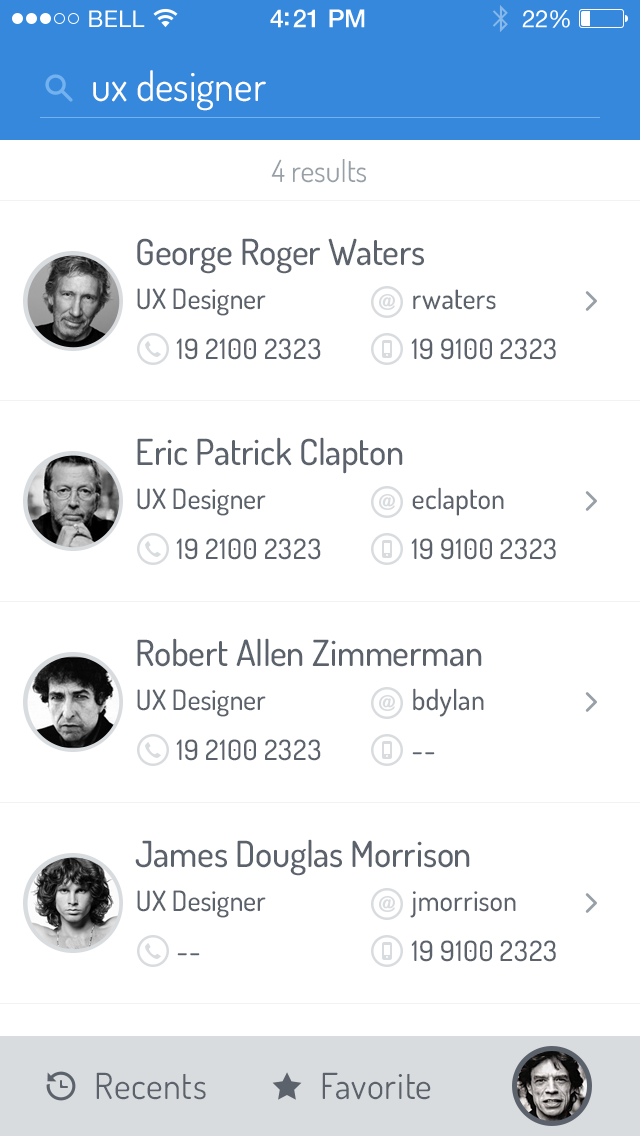 BELL 4:21 PM 22%
ux designer
4 results
George Roger Waters
UX Designer @ rwaters
19 2100 2323 19 9100 2323
Eric Patrick Clapton
UX Designer @ eclapton
19 2100 2323 19 9100 2323
Robert Allen Zimmerman
UX Designer @ bdylan
19 2100 2323 --
James Douglas Morrison
UX Designer @ jmorrison
-- 19 9100 2323
Recents Favorite